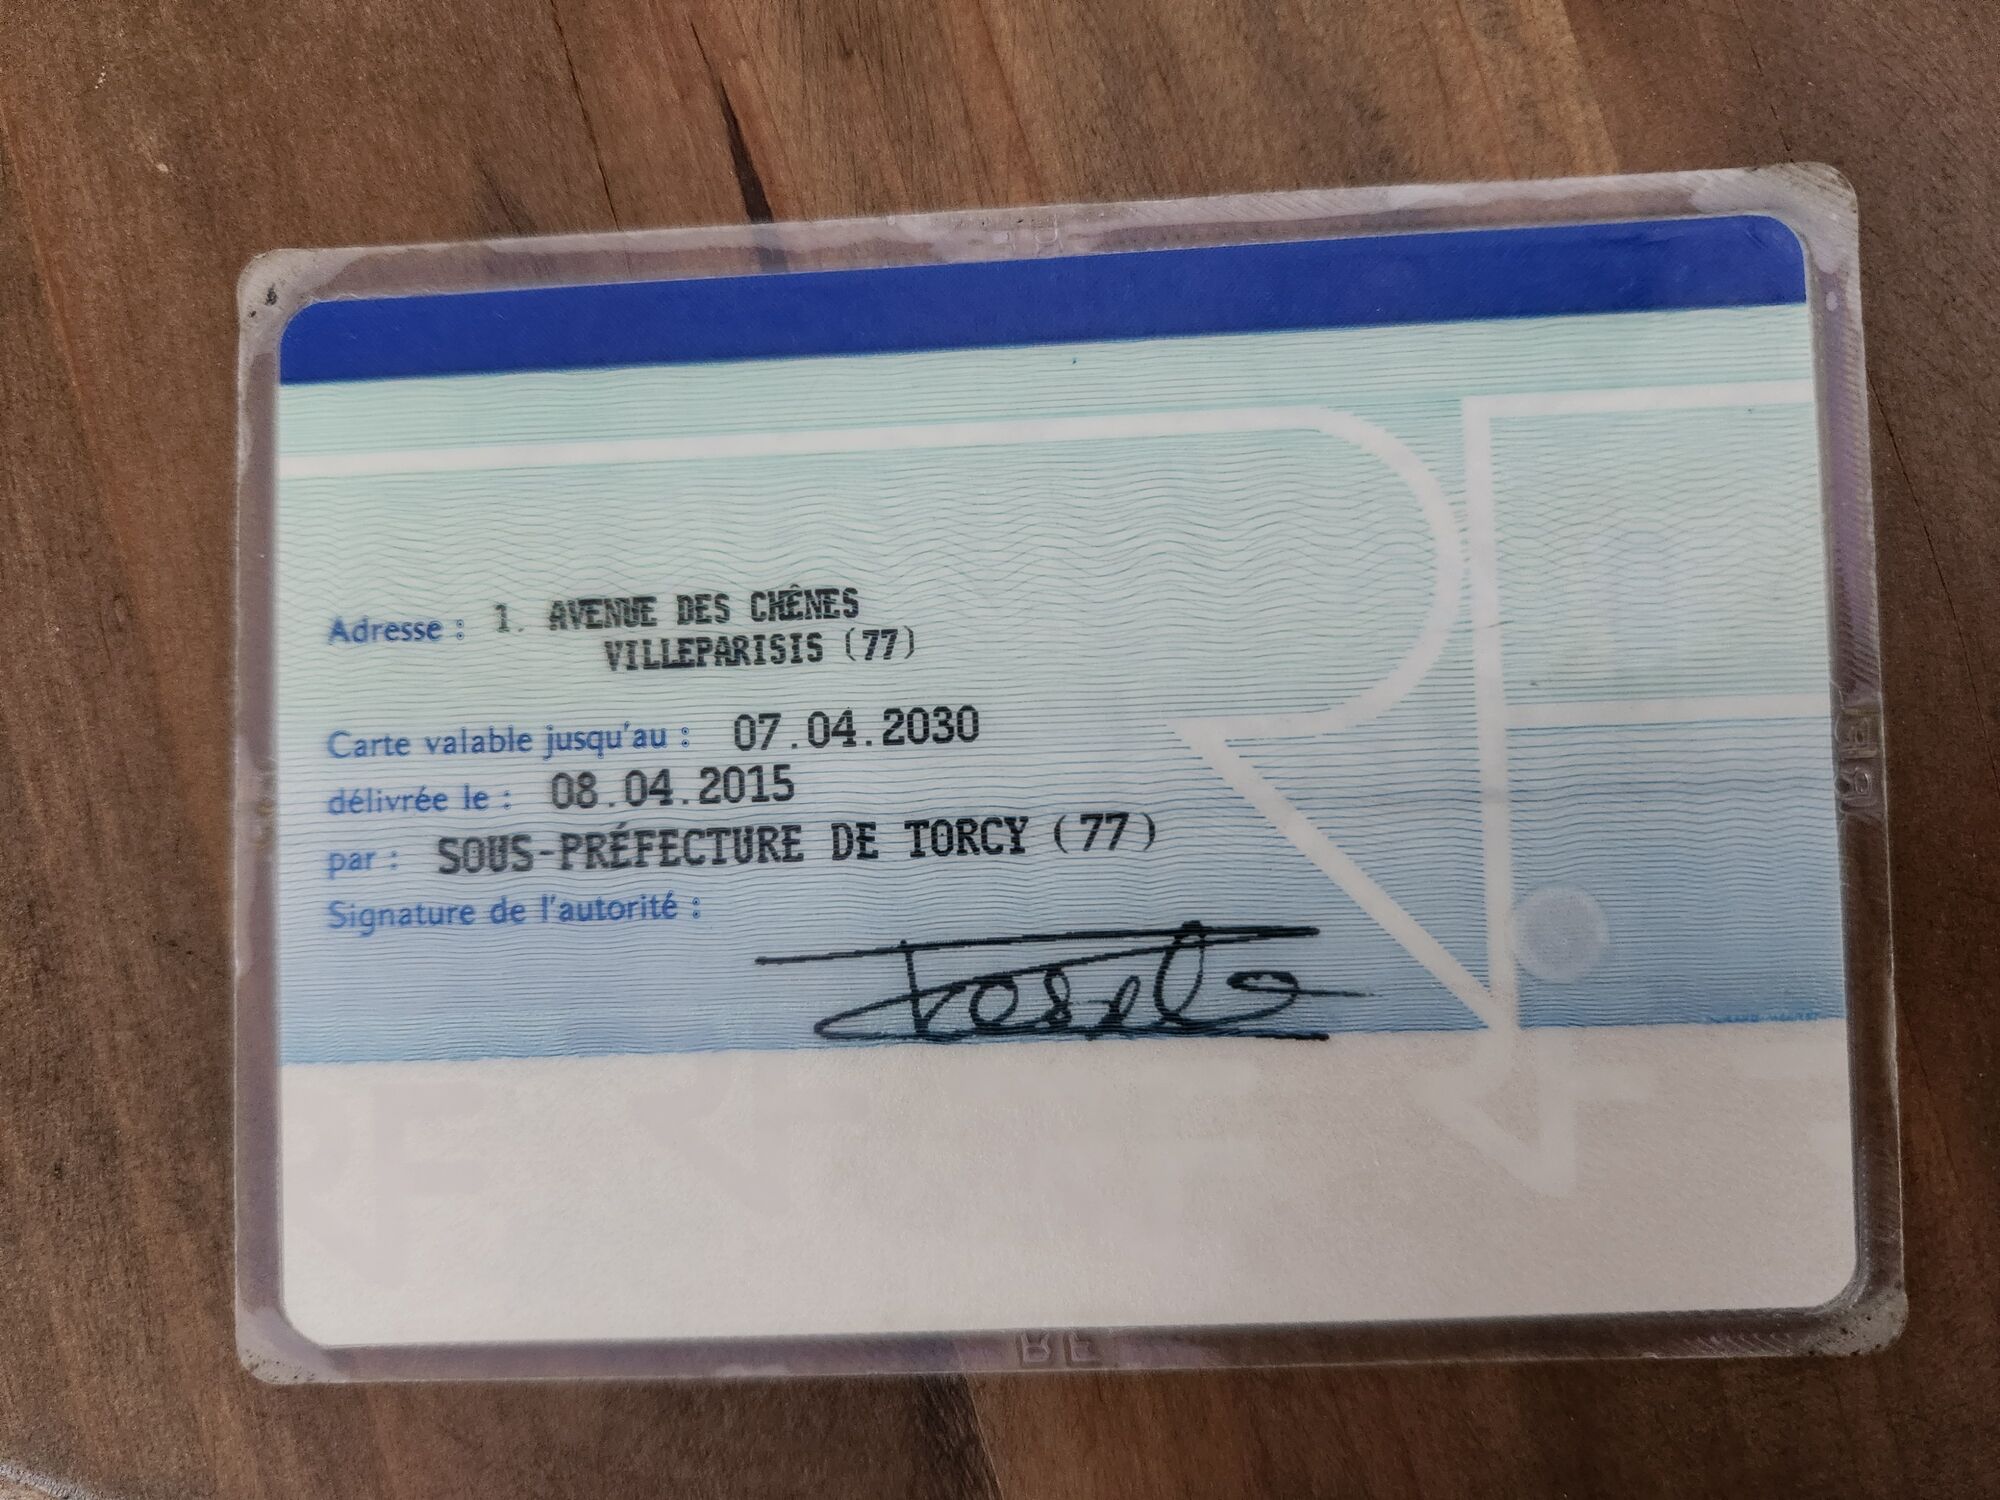 Adresse : 1. AVENUE DES CHÊNES
VILLEPARISIS (77)
Carte valable jusqu'au : 07.04.2030
délivrée le : 08.04.2015
par : SOUS-PRÉFECTURE DE TORCY (77)
Signature de l'autorité :
RF